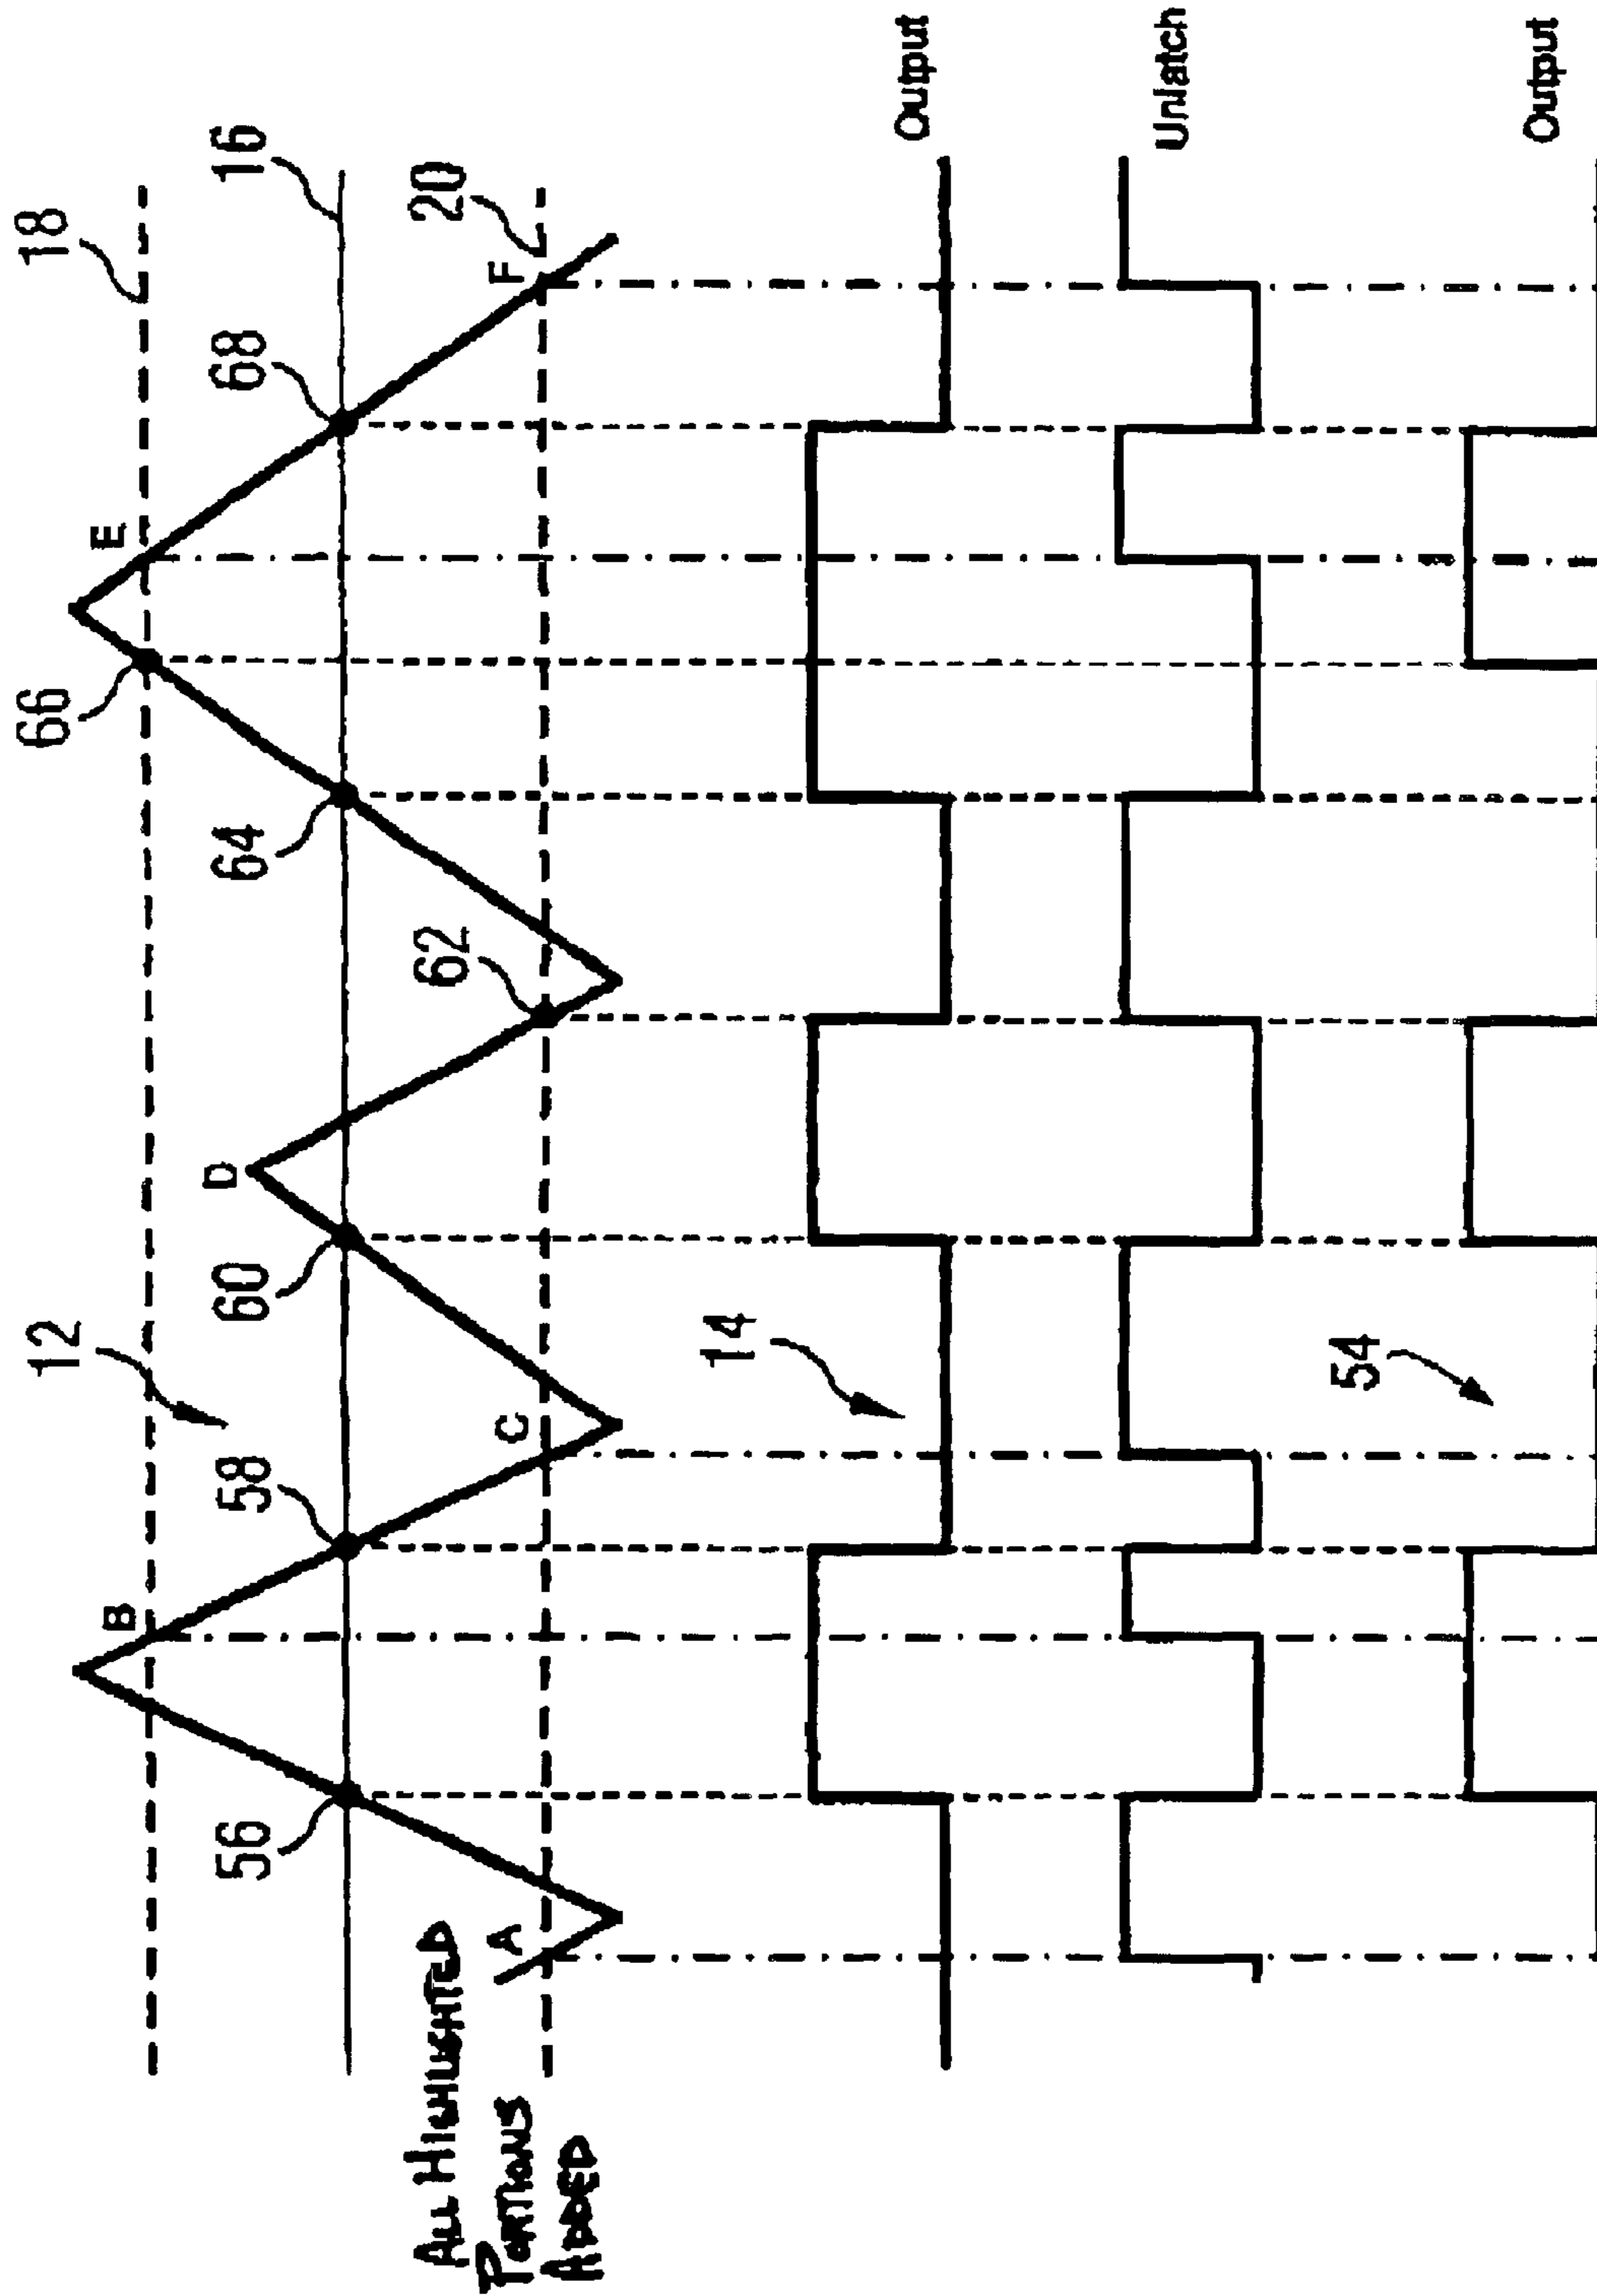 18
16
20
12
66
E
68
64
F
B
58
60
D
62
56
C
A
ALL HIGHLIGHTED
PORTIONS
ADDED
14
Output
Unlatch
54
Output